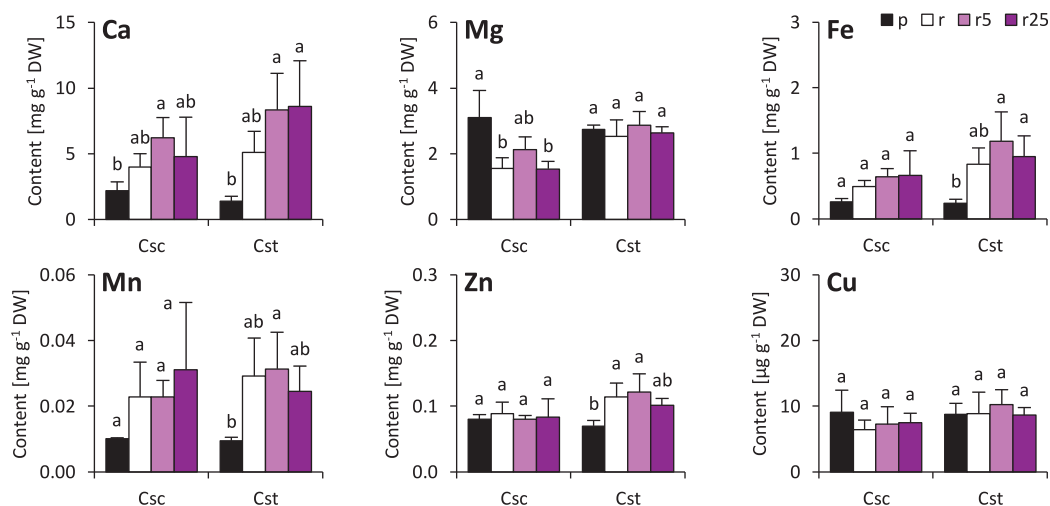 Ca
Content [mg g⁻¹ DW]
15
10
5
0
b
ab
a
ab
b
ab
a
a
Csc
Cst
Mg
Content [mg g⁻¹ DW]
6
4
2
0
a
b
ab
b
a
a
a
a
Csc
Cst
Fe
p r r5 r25
Content [mg g⁻¹ DW]
3
2
1
0
a
a
a
a
b
ab
a
a
Csc
Cst
Mn
Content [mg g⁻¹ DW]
0.06
0.04
0.02
0.00
a
a
a
a
b
ab
a
ab
Csc
Cst
Zn
Content [mg g⁻¹ DW]
0.3
0.2
0.1
0.0
a
a
a
a
b
a
a
ab
Csc
Cst
Cu
Content [µg g⁻¹ DW]
30
20
10
0
a
a
a
a
a
a
a
a
Csc
Cst